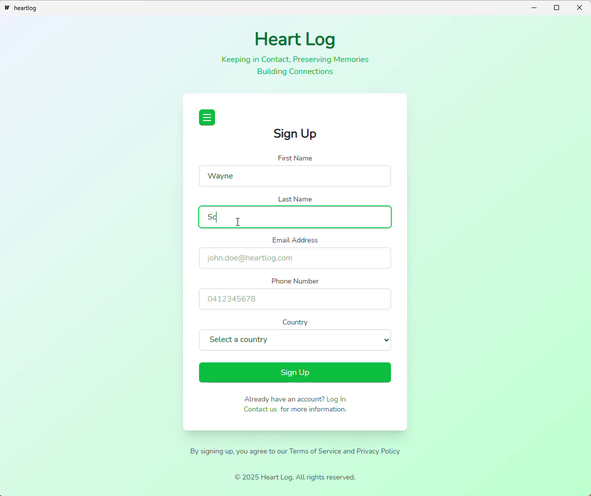 heartlog
Heart Log
Keeping in Contact, Preserving Memories
Building Connections
Sign Up
First Name
Wayne
Last Name
Sc
Email Address
john.doe@heartlog.com
Phone Number
0412345678
Country
Select a country
Sign Up
Already have an account? Log In
Contact us for more information.
By signing up, you agree to our Terms of Service and Privacy Policy
© 2025 Heart Log. All rights reserved.